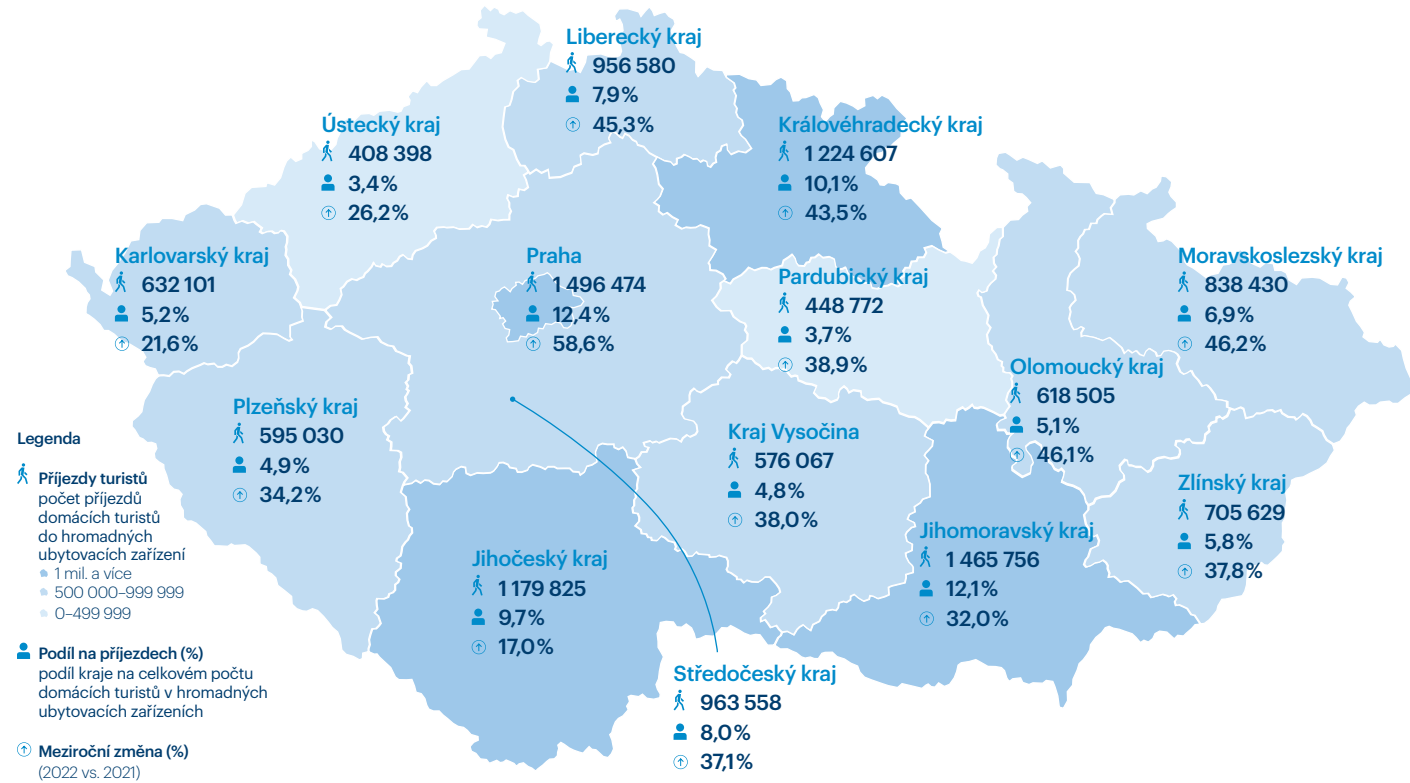 Liberecký kraj
956 580
7,9%
45,3%
Ústecký kraj
408 398
3,4%
26,2%
Královéhradecký kraj
1 224 607
10,1%
43,5%
Karlovarský kraj
632 101
5,2%
21,6%
Praha
1 496 474
12,4%
58,6%
Pardubický kraj
448 772
3,7%
38,9%
Moravskoslezský kraj
838 430
6,9%
46,2%
Olomoucký kraj
618 505
5,1%
46,1%
Plzeňský kraj
595 030
4,9%
34,2%
Kraj Vysočina
576 067
4,8%
38,0%
Zlínský kraj
705 629
5,8%
37,8%
Jihomoravský kraj
1 465 756
12,1%
32,0%
Jihočeský kraj
1 179 825
9,7%
17,0%
Středočeský kraj
963 558
8,0%
37,1%
Legenda
Příjezdy turistů
počet příjezdů
domácích turistů
do hromadných
ubytovacích zařízení
1 mil. a více
500 000–999 999
0–499 999
Podíl na příjezdech (%)
podíl kraje na celkovém počtu
domácích turistů v hromadných
ubytovacích zařízeních
Meziroční změna (%)
(2022 vs. 2021)